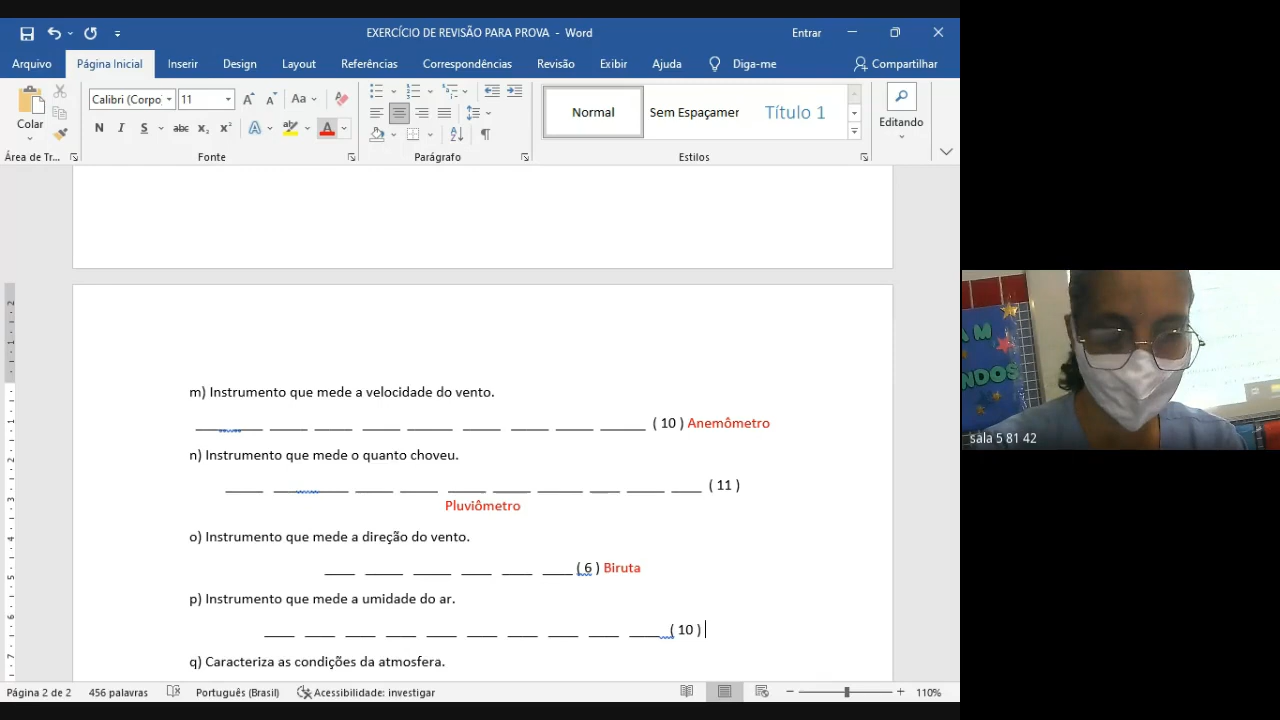 EXERCÍCIO DE REVISÃO PARA PROVA - Word
Entrar
Arquivo Página Inicial Inserir Design Layout Referências Correspondências Revisão Exibir Ajuda Diga-me Compartilhar
Colar
Calibri (Corpo 11
Normal
Sem Espaçamer
Título 1
Editando
Área de Tr... Fonte Parágrafo Estilos
m) Instrumento que mede a velocidade do vento.
( 10 ) Anemômetro
n) Instrumento que mede o quanto choveu.
( 11 )
Pluviômetro
o) Instrumento que mede a direção do vento.
( 6 ) Biruta
p) Instrumento que mede a umidade do ar.
( 10 )
q) Caracteriza as condições da atmosfera.
Página 2 de 2 456 palavras Português (Brasil) Acessibilidade: investigar 110%
sala 5 81 42